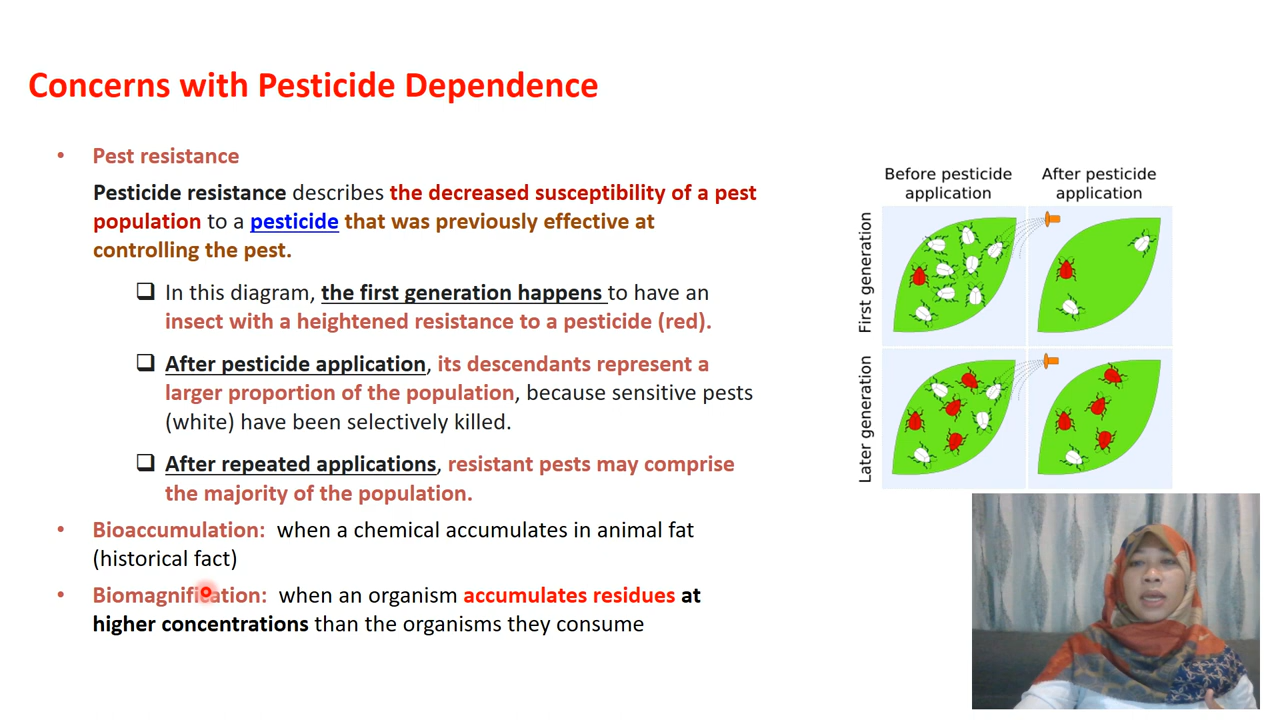 Concerns with Pesticide Dependence
• Pest resistance
Pesticide resistance describes the decreased susceptibility of a pest
population to a pesticide that was previously effective at
controlling the pest.
❑ In this diagram, the first generation happens to have an
insect with a heightened resistance to a pesticide (red).
❑ After pesticide application, its descendants represent a
larger proportion of the population, because sensitive pests
(white) have been selectively killed.
❑ After repeated applications, resistant pests may comprise
the majority of the population.
• Bioaccumulation: when a chemical accumulates in animal fat
(historical fact)
• Biomagnification: when an organism accumulates residues at
higher concentrations than the organisms they consume
Before pesticide
application
After pesticide
application
First generation
Later generation